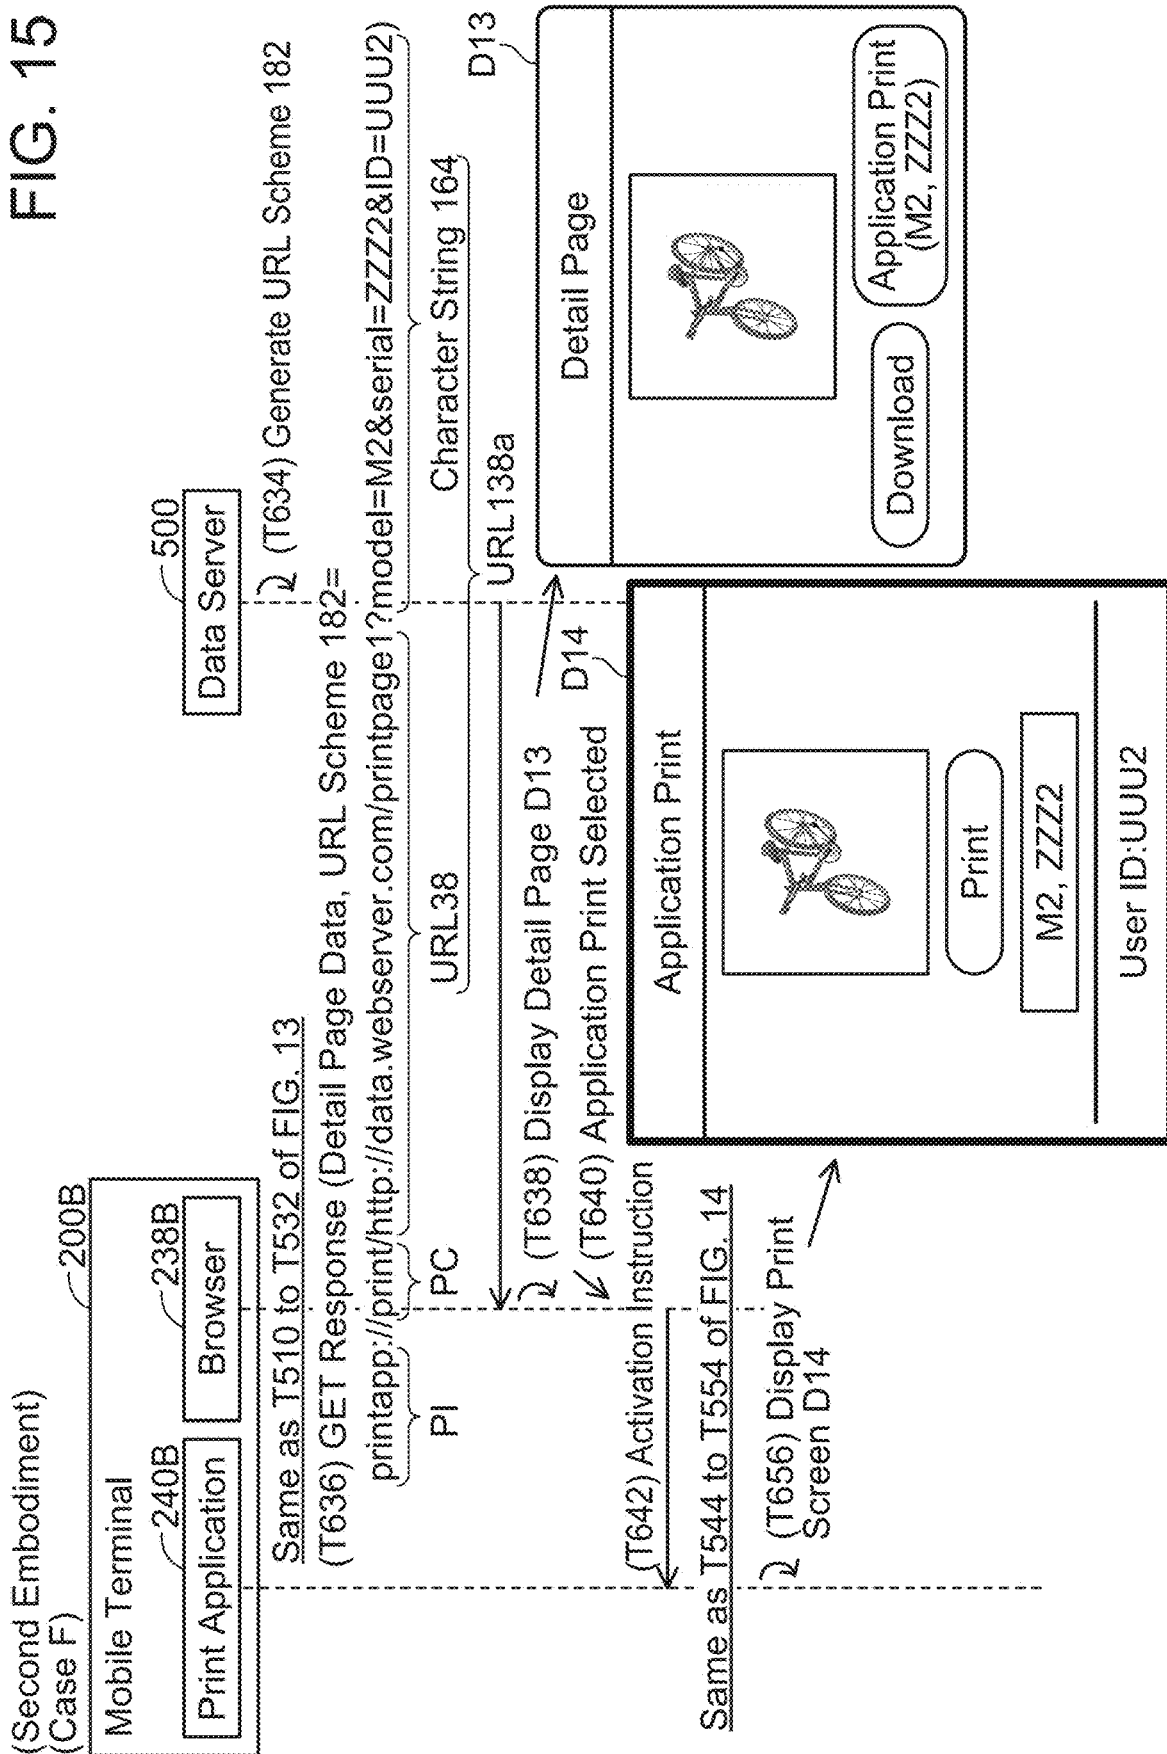 FIG. 15
(Second Embodiment)
(Case F)
200B
Mobile Terminal
240B
Print Application
238B
Browser
500
Data Server
(T634) Generate URL Scheme 182
Same as T510 to T532 of FIG. 13
(T636) GET Response (Detail Page Data, URL Scheme 182=
printapp://print/http://data.webserver.com/printpage1?model=M2&serial=ZZZ2&ID=UUU2)
PI
PC
URL38
Character String 164
URL138a
(T638) Display Detail Page D13
(T640) Application Print Selected
D13
Detail Page
Download
Application Print
(M2, ZZZ2)
(T642) Activation Instruction
Same as T544 to T554 of FIG. 14
(T656) Display Print
Screen D14
D14
Application Print
Print
M2, ZZZ2
User ID:UUU2